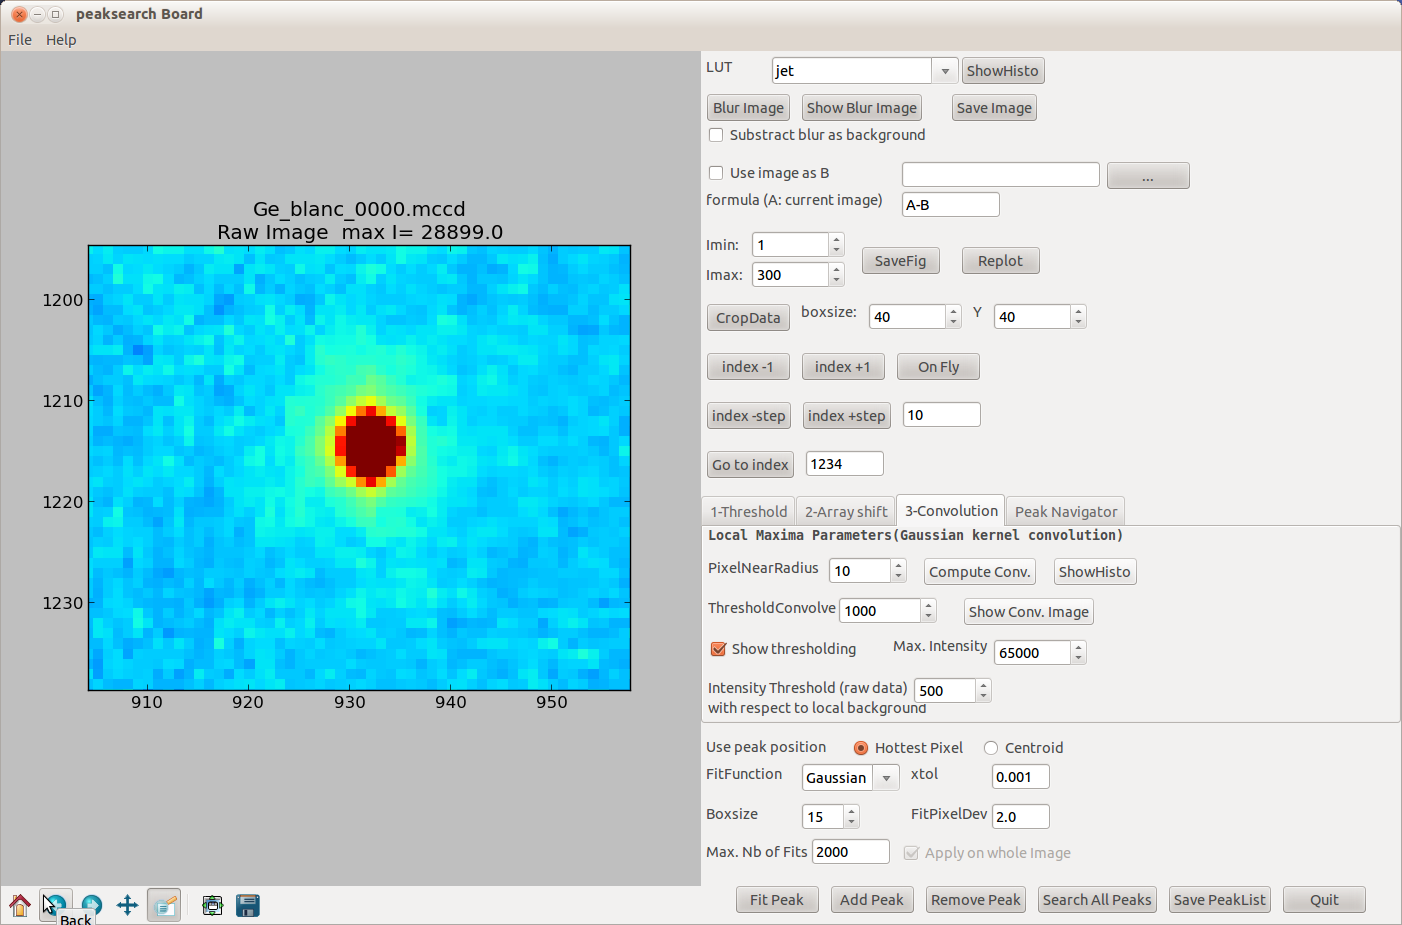 peaksearch Board
File Help
LUT jet ShowHisto
Blur Image Show Blur Image Save Image
Substract blur as background
Use image as B ...
formula (A: current image) A-B
Imin: 1
Imax: 300
SaveFig Replot
CropData boxsize: 40 Y 40
index -1 index +1 On Fly
index -step index +step 10
Go to index 1234
1-Threshold 2-Array shift 3-Convolution Peak Navigator
Local Maxima Parameters(Gaussian kernel convolution)
PixelNearRadius 10 Compute Conv. ShowHisto
ThresholdConvolve 1000 Show Conv. Image
Show thresholding Max. Intensity 65000
Intensity Threshold (raw data) 500
with respect to local background
Use peak position Hottest Pixel Centroid
FitFunction Gaussian xtol 0.001
Boxsize 15 FitPixelDev 2.0
Max. Nb of Fits 2000 Apply on whole Image
Fit Peak Add Peak Remove Peak Search All Peaks Save PeakList Quit
Ge_blanc_0000.mccd
Raw Image max I= 28899.0
1200
1210
1220
1230
910 920 930 940 950
Back